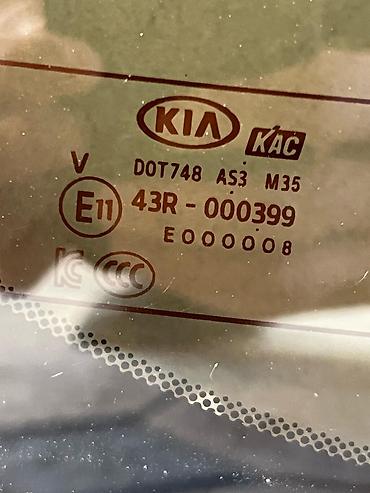 KIA
KAC
V DOT748 AS3 M35
E11 43R - 000399
E000008
KC CCC